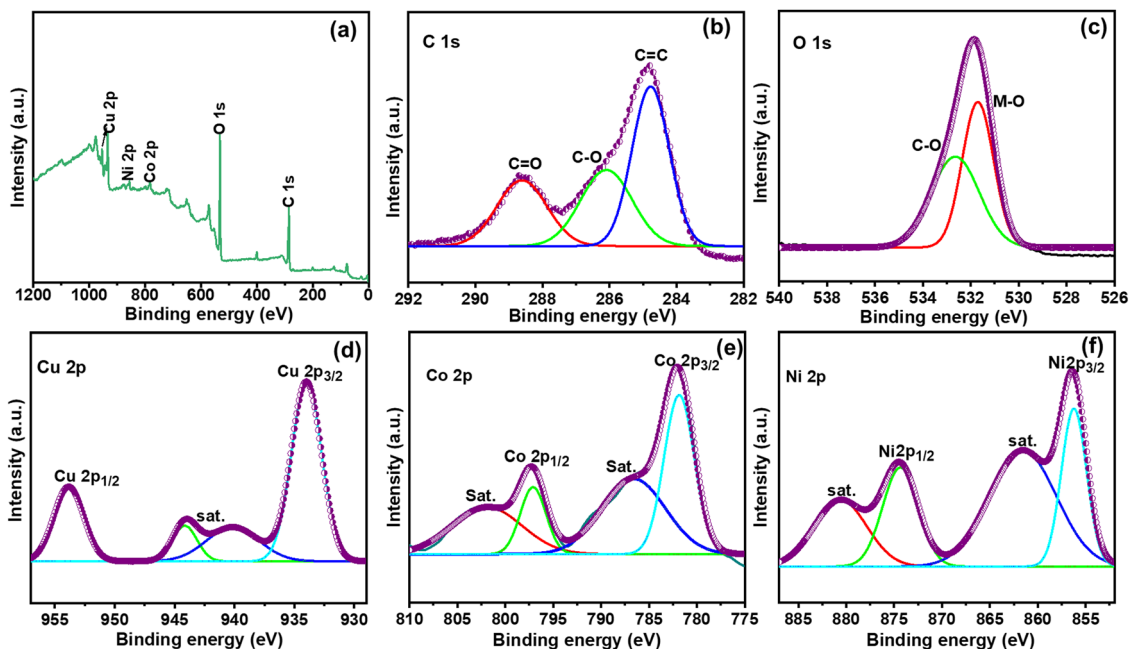 (a)
Cu 2p
Ni 2p
Co 2p
O 1s
C 1s
Intensity (a.u.)
1200 1000 800 600 400 200 0
Binding energy (eV)
(b)
C 1s
C=C
C=O
C-O
Intensity (a.u.)
292 290 288 286 284 282
Binding energy (eV)
(c)
O 1s
M-O
C-O
Intensity (a.u.)
540 538 536 534 532 530 528 526
Binding energy (eV)
(d)
Cu 2p
Cu 2p3/2
Cu 2p1/2
sat.
Intensity (a.u.)
955 950 945 940 935 930
Binding energy (eV)
(e)
Co 2p
Co 2p3/2
Co 2p1/2
Sat.
Sat.
Intensity (a.u.)
810 805 800 795 790 785 780 775
Binding energy (eV)
(f)
Ni 2p
Ni2p3/2
sat.
Ni2p1/2
sat.
Intensity (a.u.)
885 880 875 870 865 860 855
Binding energy (eV)